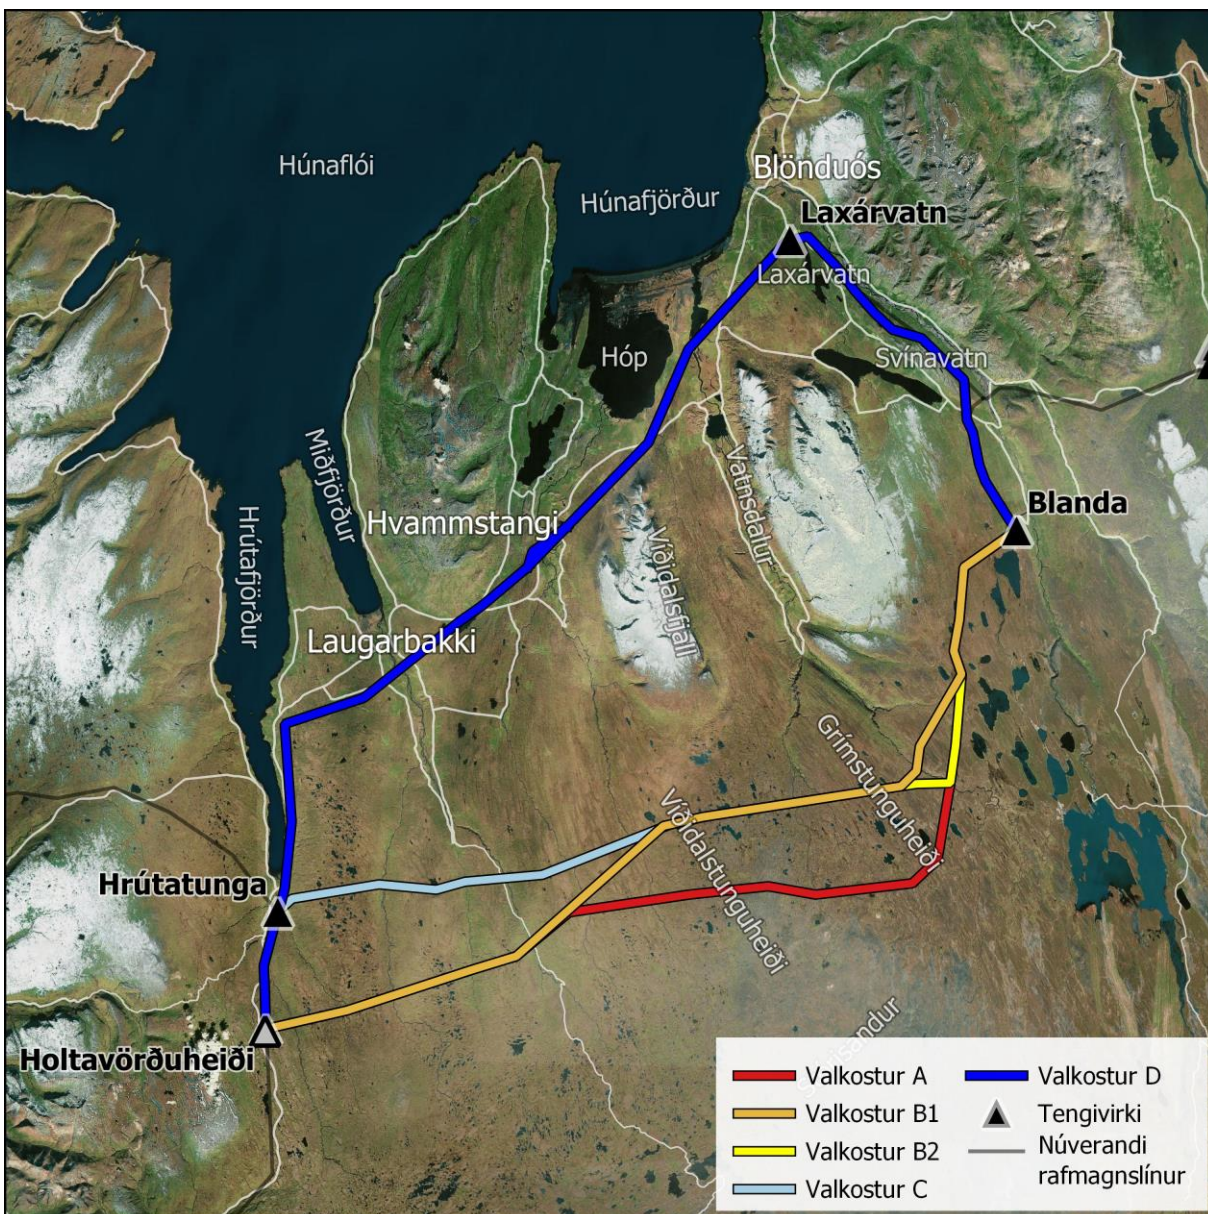 Húnaflói
Blönduós
Húnafjörður
Laxárvatn
Laxárvatn
Hóp
Svínavatn
Miðfjörður
Vatnsdalur
Hrútafjörður
Hvammstangi
Blanda
Víðidalsfjall
Laugarbakki
Grímstunguheiði
Víðidalstunguheiði
Hrútatunga
Holtavörðuheiði
Valkostur A
Valkostur B1
Valkostur B2
Valkostur C
Valkostur D
Tengivirki
Núverandi
rafmagnslínur